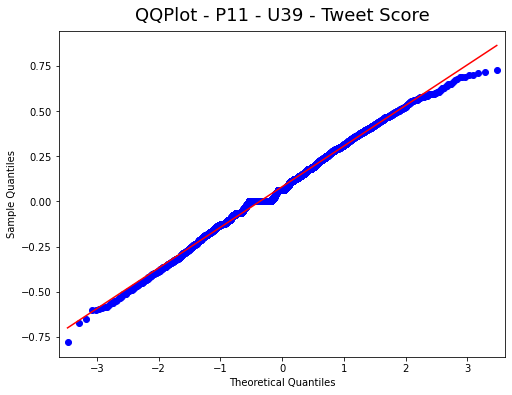 QQPlot - P11 - U39 - Tweet Score
0.75
0.50
0.25
0.00
−0.25
−0.50
−0.75
Sample Quantiles
−3 −2 −1 0 1 2 3
Theoretical Quantiles